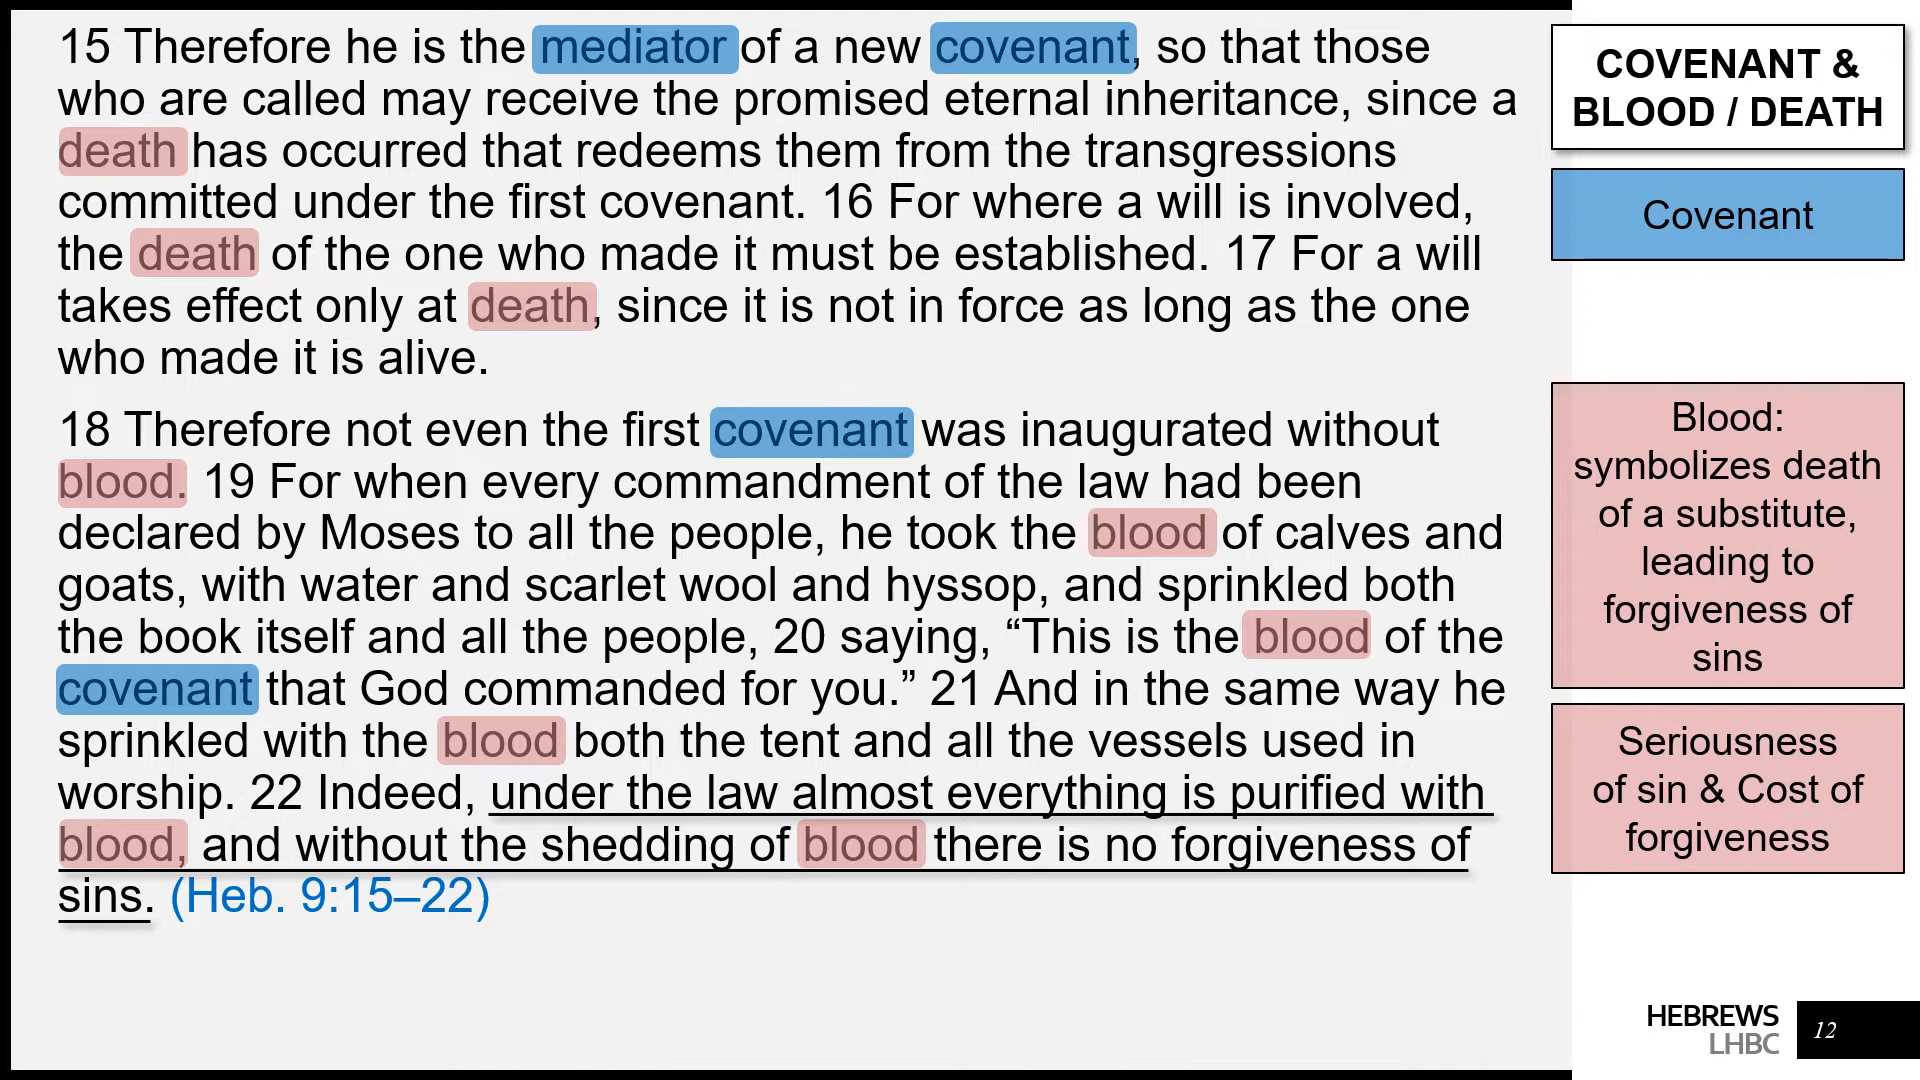 15 Therefore he is the mediator of a new covenant, so that those
who are called may receive the promised eternal inheritance, since a
death has occurred that redeems them from the transgressions
committed under the first covenant. 16 For where a will is involved,
the death of the one who made it must be established. 17 For a will
takes effect only at death, since it is not in force as long as the one
who made it is alive.
18 Therefore not even the first covenant was inaugurated without
blood. 19 For when every commandment of the law had been
declared by Moses to all the people, he took the blood of calves and
goats, with water and scarlet wool and hyssop, and sprinkled both
the book itself and all the people, 20 saying, “This is the blood of the
covenant that God commanded for you.” 21 And in the same way he
sprinkled with the blood both the tent and all the vessels used in
worship. 22 Indeed, under the law almost everything is purified with
blood, and without the shedding of blood there is no forgiveness of
sins. (Heb. 9:15–22)
COVENANT &
BLOOD / DEATH
Covenant
Blood:
symbolizes death
of a substitute,
leading to
forgiveness of
sins
Seriousness
of sin & Cost of
forgiveness
HEBREWS
LHBC
12